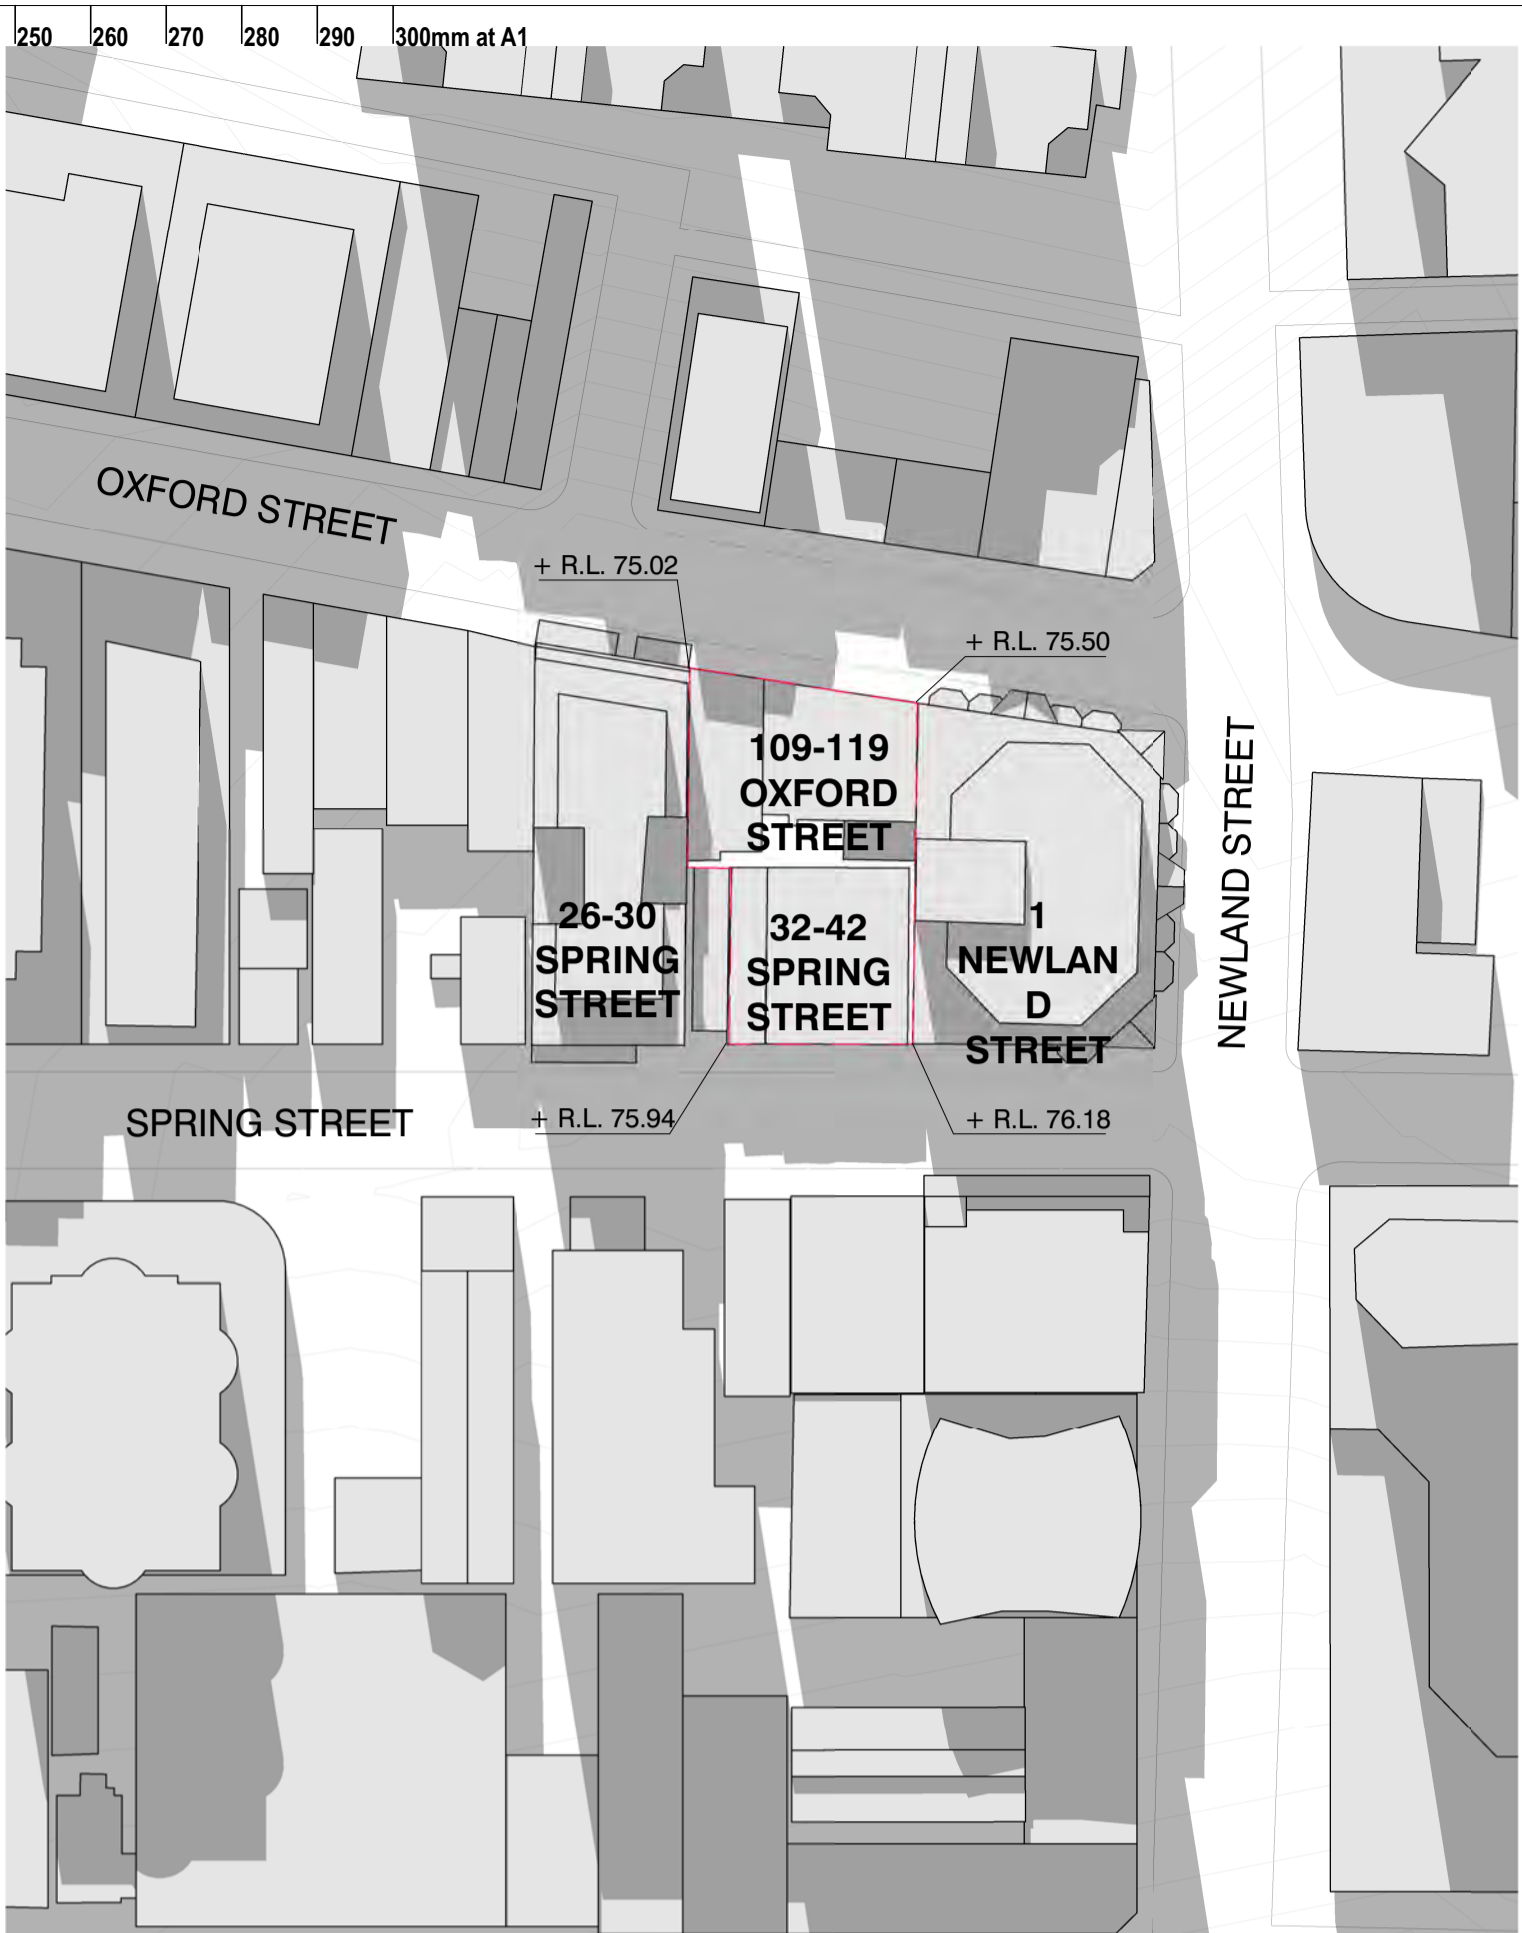 250 260 270 280 290 300mm at A1
OXFORD STREET
+ R.L. 75.02
+ R.L. 75.50
109-119
OXFORD
STREET
26-30
SPRING
STREET
32-42
SPRING
STREET
1
NEWLAN
D
STREET
NEWLAND STREET
SPRING STREET
+ R.L. 75.94
+ R.L. 76.18